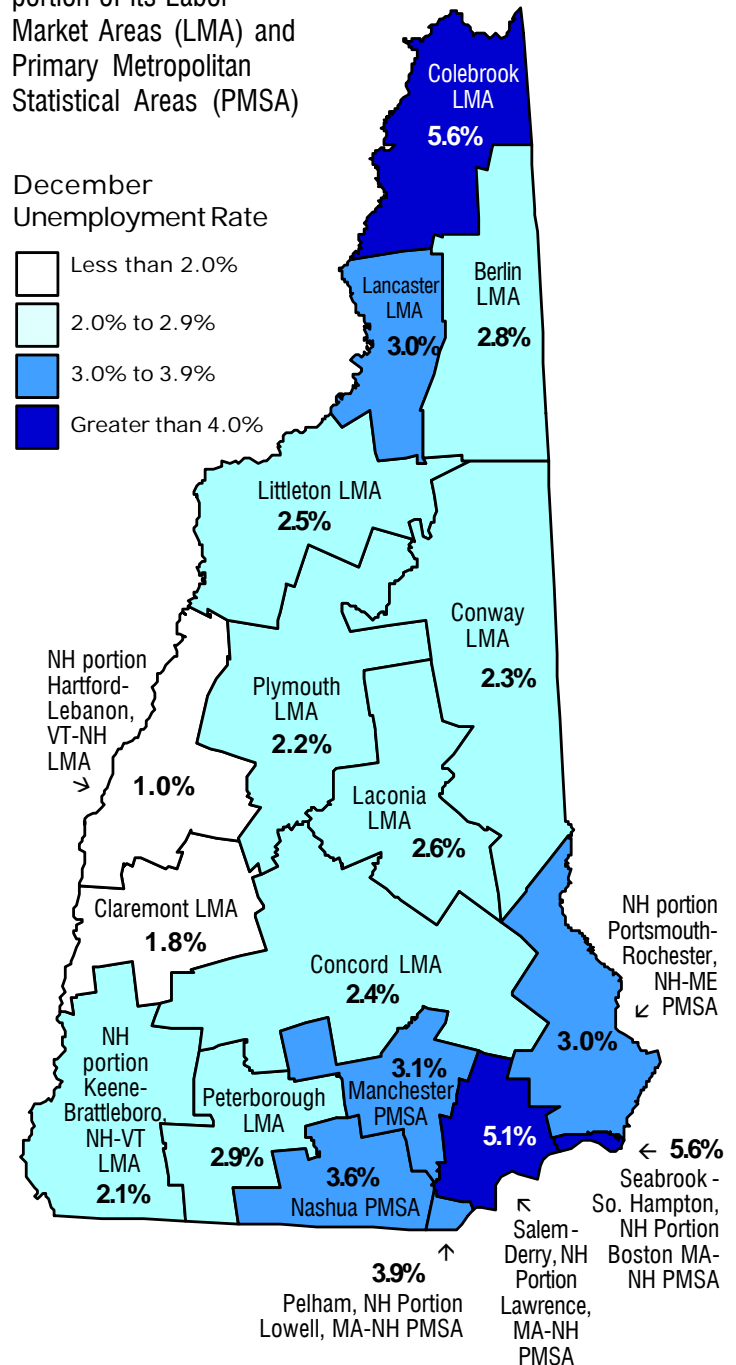 portion of its Labor
Market Areas (LMA) and
Primary Metropolitan
Statistical Areas (PMSA)
December
Unemployment Rate
Less than 2.0%
2.0% to 2.9%
3.0% to 3.9%
Greater than 4.0%
Colebrook
LMA
5.6%
Lancaster
LMA
3.0%
Berlin
LMA
2.8%
Littleton LMA
2.5%
Conway
LMA
2.3%
NH portion
Hartford-
Lebanon,
VT-NH
LMA
1.0%
Plymouth
LMA
2.2%
Laconia
LMA
2.6%
Claremont LMA
1.8%
Concord LMA
2.4%
NH portion
Portsmouth-
Rochester,
NH-ME
PMSA
3.0%
NH
portion
Keene-
Brattleboro,
NH-VT
LMA
2.1%
Peterborough
LMA
2.9%
3.1%
Manchester
PMSA
3.6%
Nashua PMSA
5.1%
5.6%
Seabrook -
So. Hampton,
NH Portion
Boston MA-
NH PMSA
Salem-
Derry, NH
Portion
Lawrence,
MA-NH
PMSA
3.9%
Pelham, NH Portion
Lowell, MA-NH PMSA